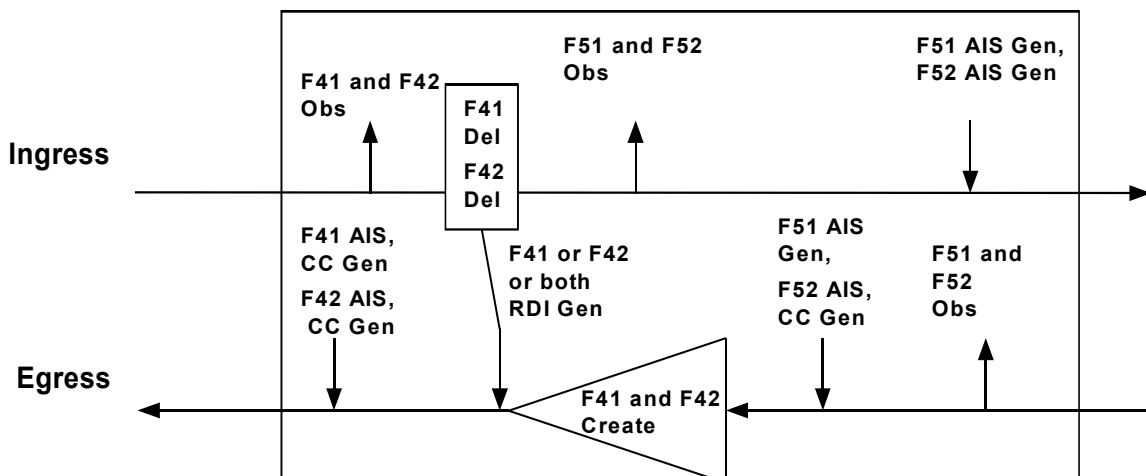 F41 and F42
Obs
F41
Del
F42
Del
F51 and F52
Obs
F51 AIS Gen,
F52 AIS Gen
Ingress
F41 AIS,
CC Gen
F42 AIS,
CC Gen
F41 or F42
or both
RDI Gen
F51 AIS
Gen,
F52 AIS,
CC Gen
F51 and
F52
Obs
Egress
F41 and F42
Create